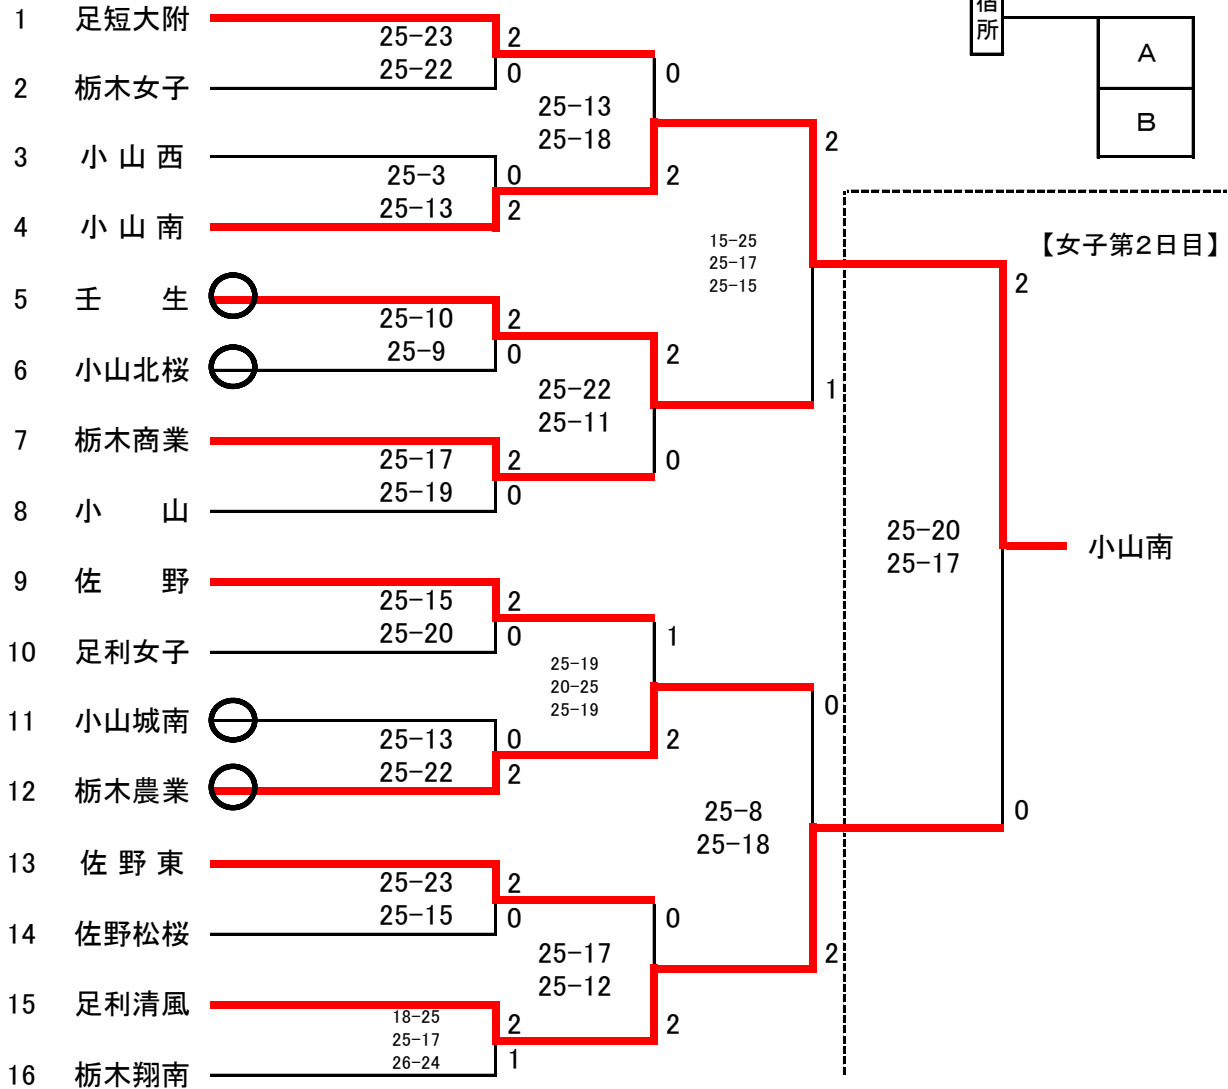 宿所
A
B
【女子第2日目】
1 足短大附
25-23 2
25-22 0
2 栃木女子
25-13
25-18
0
2
3 小山西
25-3 0
25-13 2
4 小山南
15-25
25-17
25-15
2
1
5 壬生
25-10 2
25-9 0
6 小山北桜
25-22
25-11
2
0
7 栃木商業
25-17 2
25-19 0
8 小山
25-20
25-17
2
0
小山南
9 佐野
25-15 2
25-20 0
10 足利女子
25-19
20-25
25-19
1
2
11 小山城南
25-13 0
25-22 2
12 栃木農業
25-8
25-18
0
2
13 佐野東
25-23 2
25-15 0
14 佐野松桜
25-17
25-12
0
2
15 足利清風
18-25
25-17
26-24
2
1
16 栃木翔南